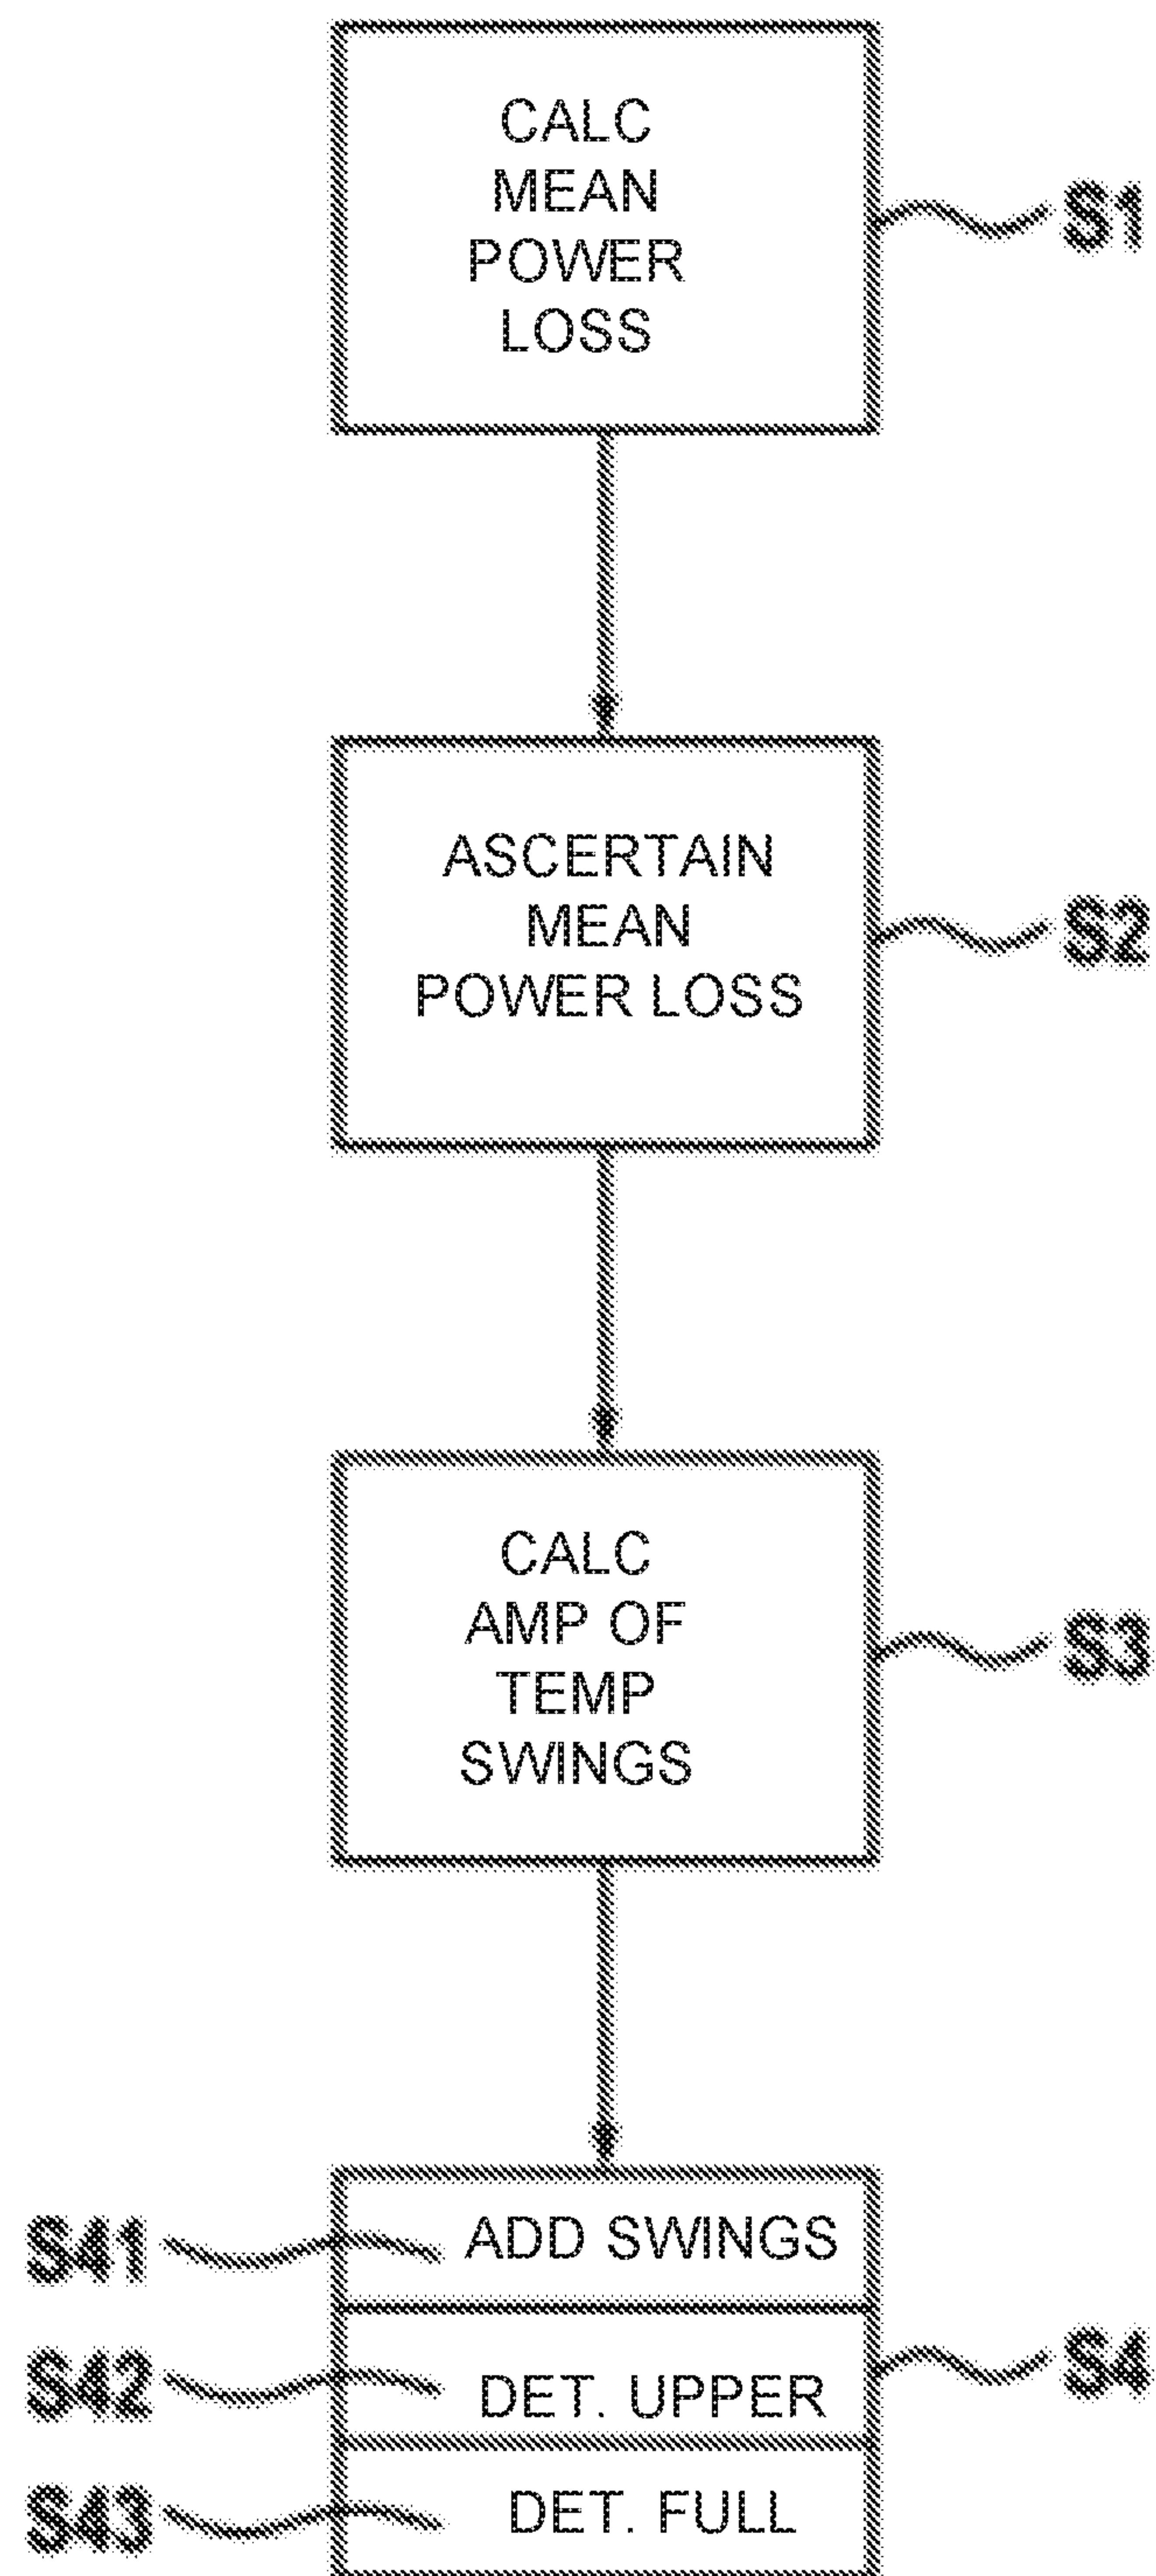 CALC
MEAN
POWER
LOSS
S1
ASCERTAIN
MEAN
POWER LOSS
S2
CALC
AMP OF
TEMP
SWINGS
S3
S41
ADD SWINGS
S42
DET. UPPER
S4
S43
DET. FULL